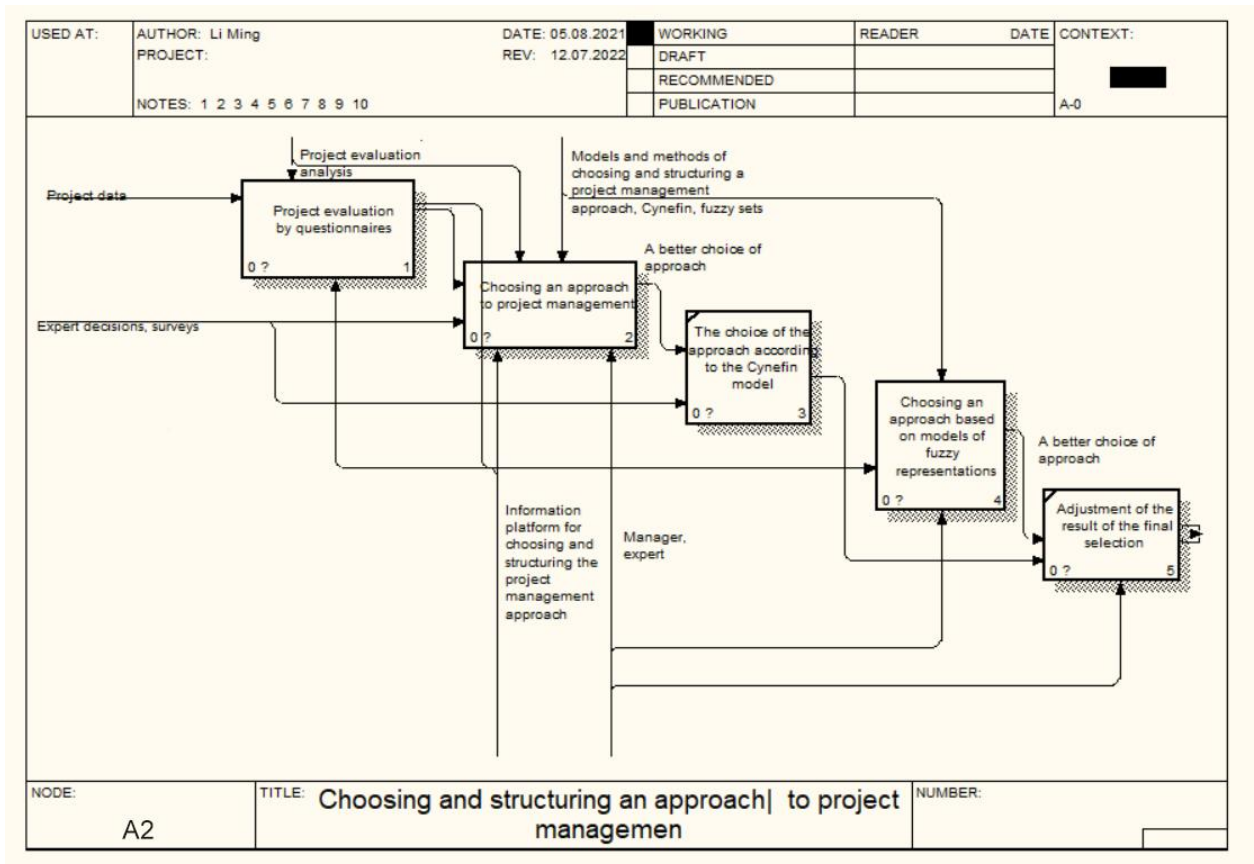 USED AT:
AUTHOR: Li Ming
DATE: 05.08.2021
WORKING
READER
DATE
CONTEXT:
PROJECT:
REV: 12.07.2022
DRAFT
RECOMMENDED
NOTES: 1 2 3 4 5 6 7 8 9 10
PUBLICATION
A-0
Project evaluation
analysis
Models and methods of
choosing and structuring a
project management
approach, Cynefin, fuzzy sets
Project data
Project evaluation
by questionnaires
0 ?
1
A better choice of
approach
Choosing an approach
to project management
0 ?
2
Expert decisions, surveys
The choice of the
approach according
to the Cynefin
model
0 ?
3
Choosing an
approach based
on models of
fuzzy
representations
0 ?
4
A better choice of
approach
Adjustment of the
result of the final
selection
0 ?
5
Information
platform for
choosing and
structuring the
project
management
approach
Manager,
expert
NODE:
A2
TITLE:
Choosing and structuring an approach| to project
managemen
NUMBER: